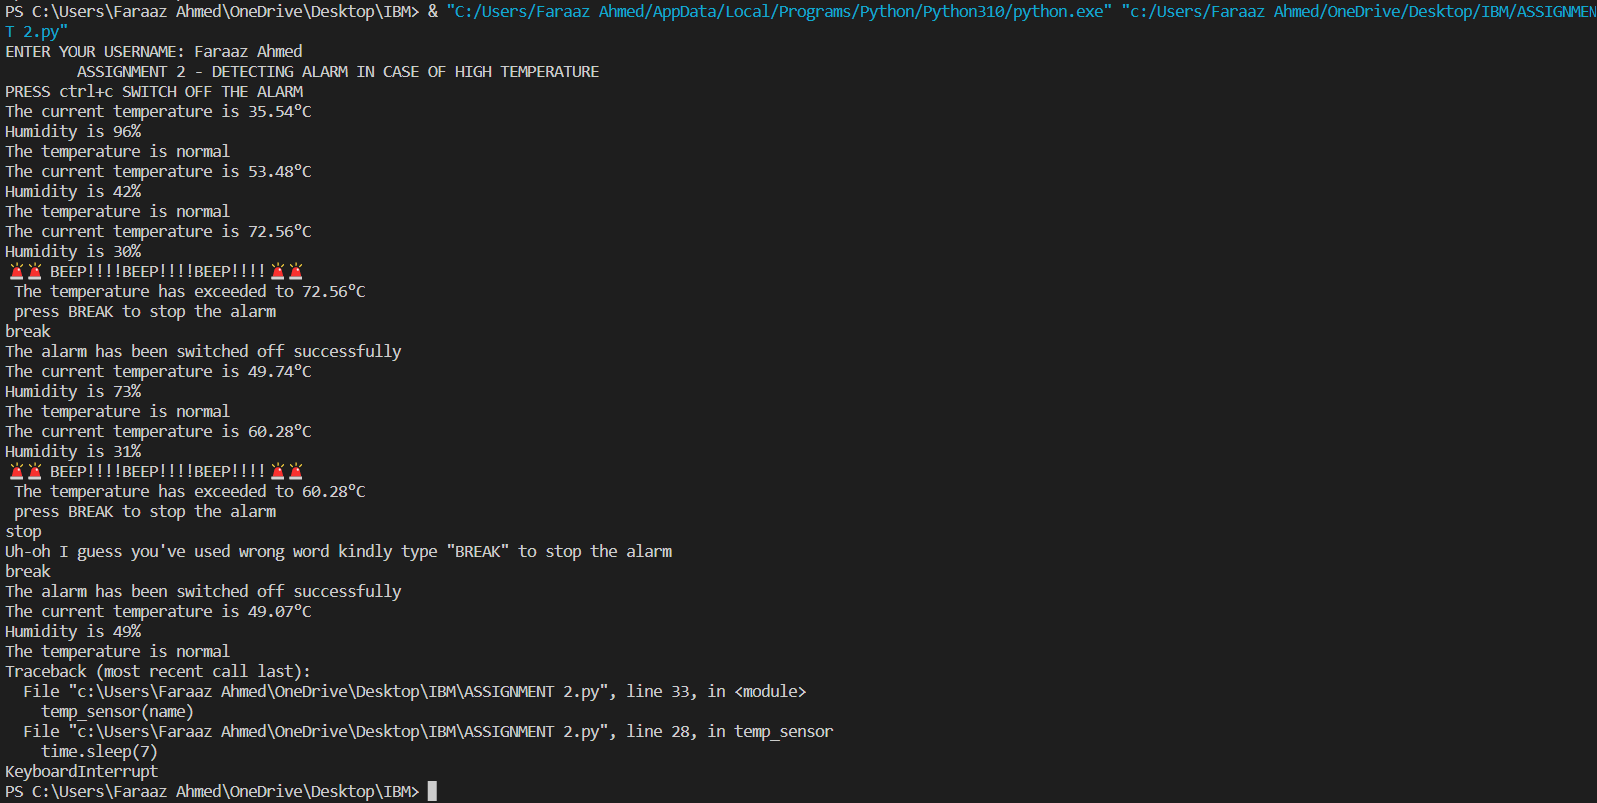 PS C:\Users\Faraaz Ahmed\OneDrive\Desktop\IBM> & "C:/Users/Faraaz Ahmed/AppData/Local/Programs/Python/Python310/python.exe" "c:/Users/Faraaz Ahmed/OneDrive/Desktop/IBM/ASSIGNMEN
T 2.py"
ENTER YOUR USERNAME: Faraaz Ahmed
        ASSIGNMENT 2 - DETECTING ALARM IN CASE OF HIGH TEMPERATURE
PRESS ctrl+c SWITCH OFF THE ALARM
The current temperature is 35.54°C
Humidity is 96%
The temperature is normal
The current temperature is 53.48°C
Humidity is 42%
The temperature is normal
The current temperature is 72.56°C
Humidity is 30%
🚨🚨 BEEP!!!!BEEP!!!!BEEP!!!!🚨🚨
 The temperature has exceeded to 72.56°C
 press BREAK to stop the alarm
break
The alarm has been switched off successfully
The current temperature is 49.74°C
Humidity is 73%
The temperature is normal
The current temperature is 60.28°C
Humidity is 31%
🚨🚨 BEEP!!!!BEEP!!!!BEEP!!!!🚨🚨
 The temperature has exceeded to 60.28°C
 press BREAK to stop the alarm
stop
Uh-oh I guess you've used wrong word kindly type "BREAK" to stop the alarm
break
The alarm has been switched off successfully
The current temperature is 49.07°C
Humidity is 49%
The temperature is normal
Traceback (most recent call last):
  File "c:\Users\Faraaz Ahmed\OneDrive\Desktop\IBM\ASSIGNMENT 2.py", line 33, in <module>
    temp_sensor(name)
  File "c:\Users\Faraaz Ahmed\OneDrive\Desktop\IBM\ASSIGNMENT 2.py", line 28, in temp_sensor
    time.sleep(7)
KeyboardInterrupt
PS C:\Users\Faraaz Ahmed\OneDrive\Desktop\IBM>